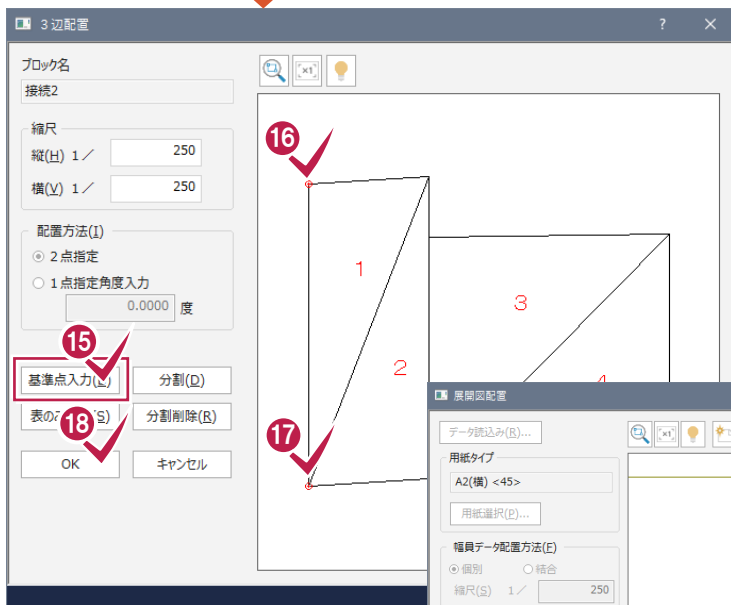 3辺配置 ? ×
ブロック名
接続2
縮尺
縦(H) 1／ 250
横(V) 1／ 250
配置方法(I)
2点指定
1点指定角度入力
0.0000 度
15
基準点入力( ) 分割(D)
表の (S) 分割削除(R)
18
OK キャンセル
×1
16
1
2
3
4
17
展開図配置
データ読込み(R)...
×1
用紙タイプ
A2(横) <45>
用紙選択(P)...
幅員データ配置方法(F)
個別 結合
縮尺(S) 1／ 250